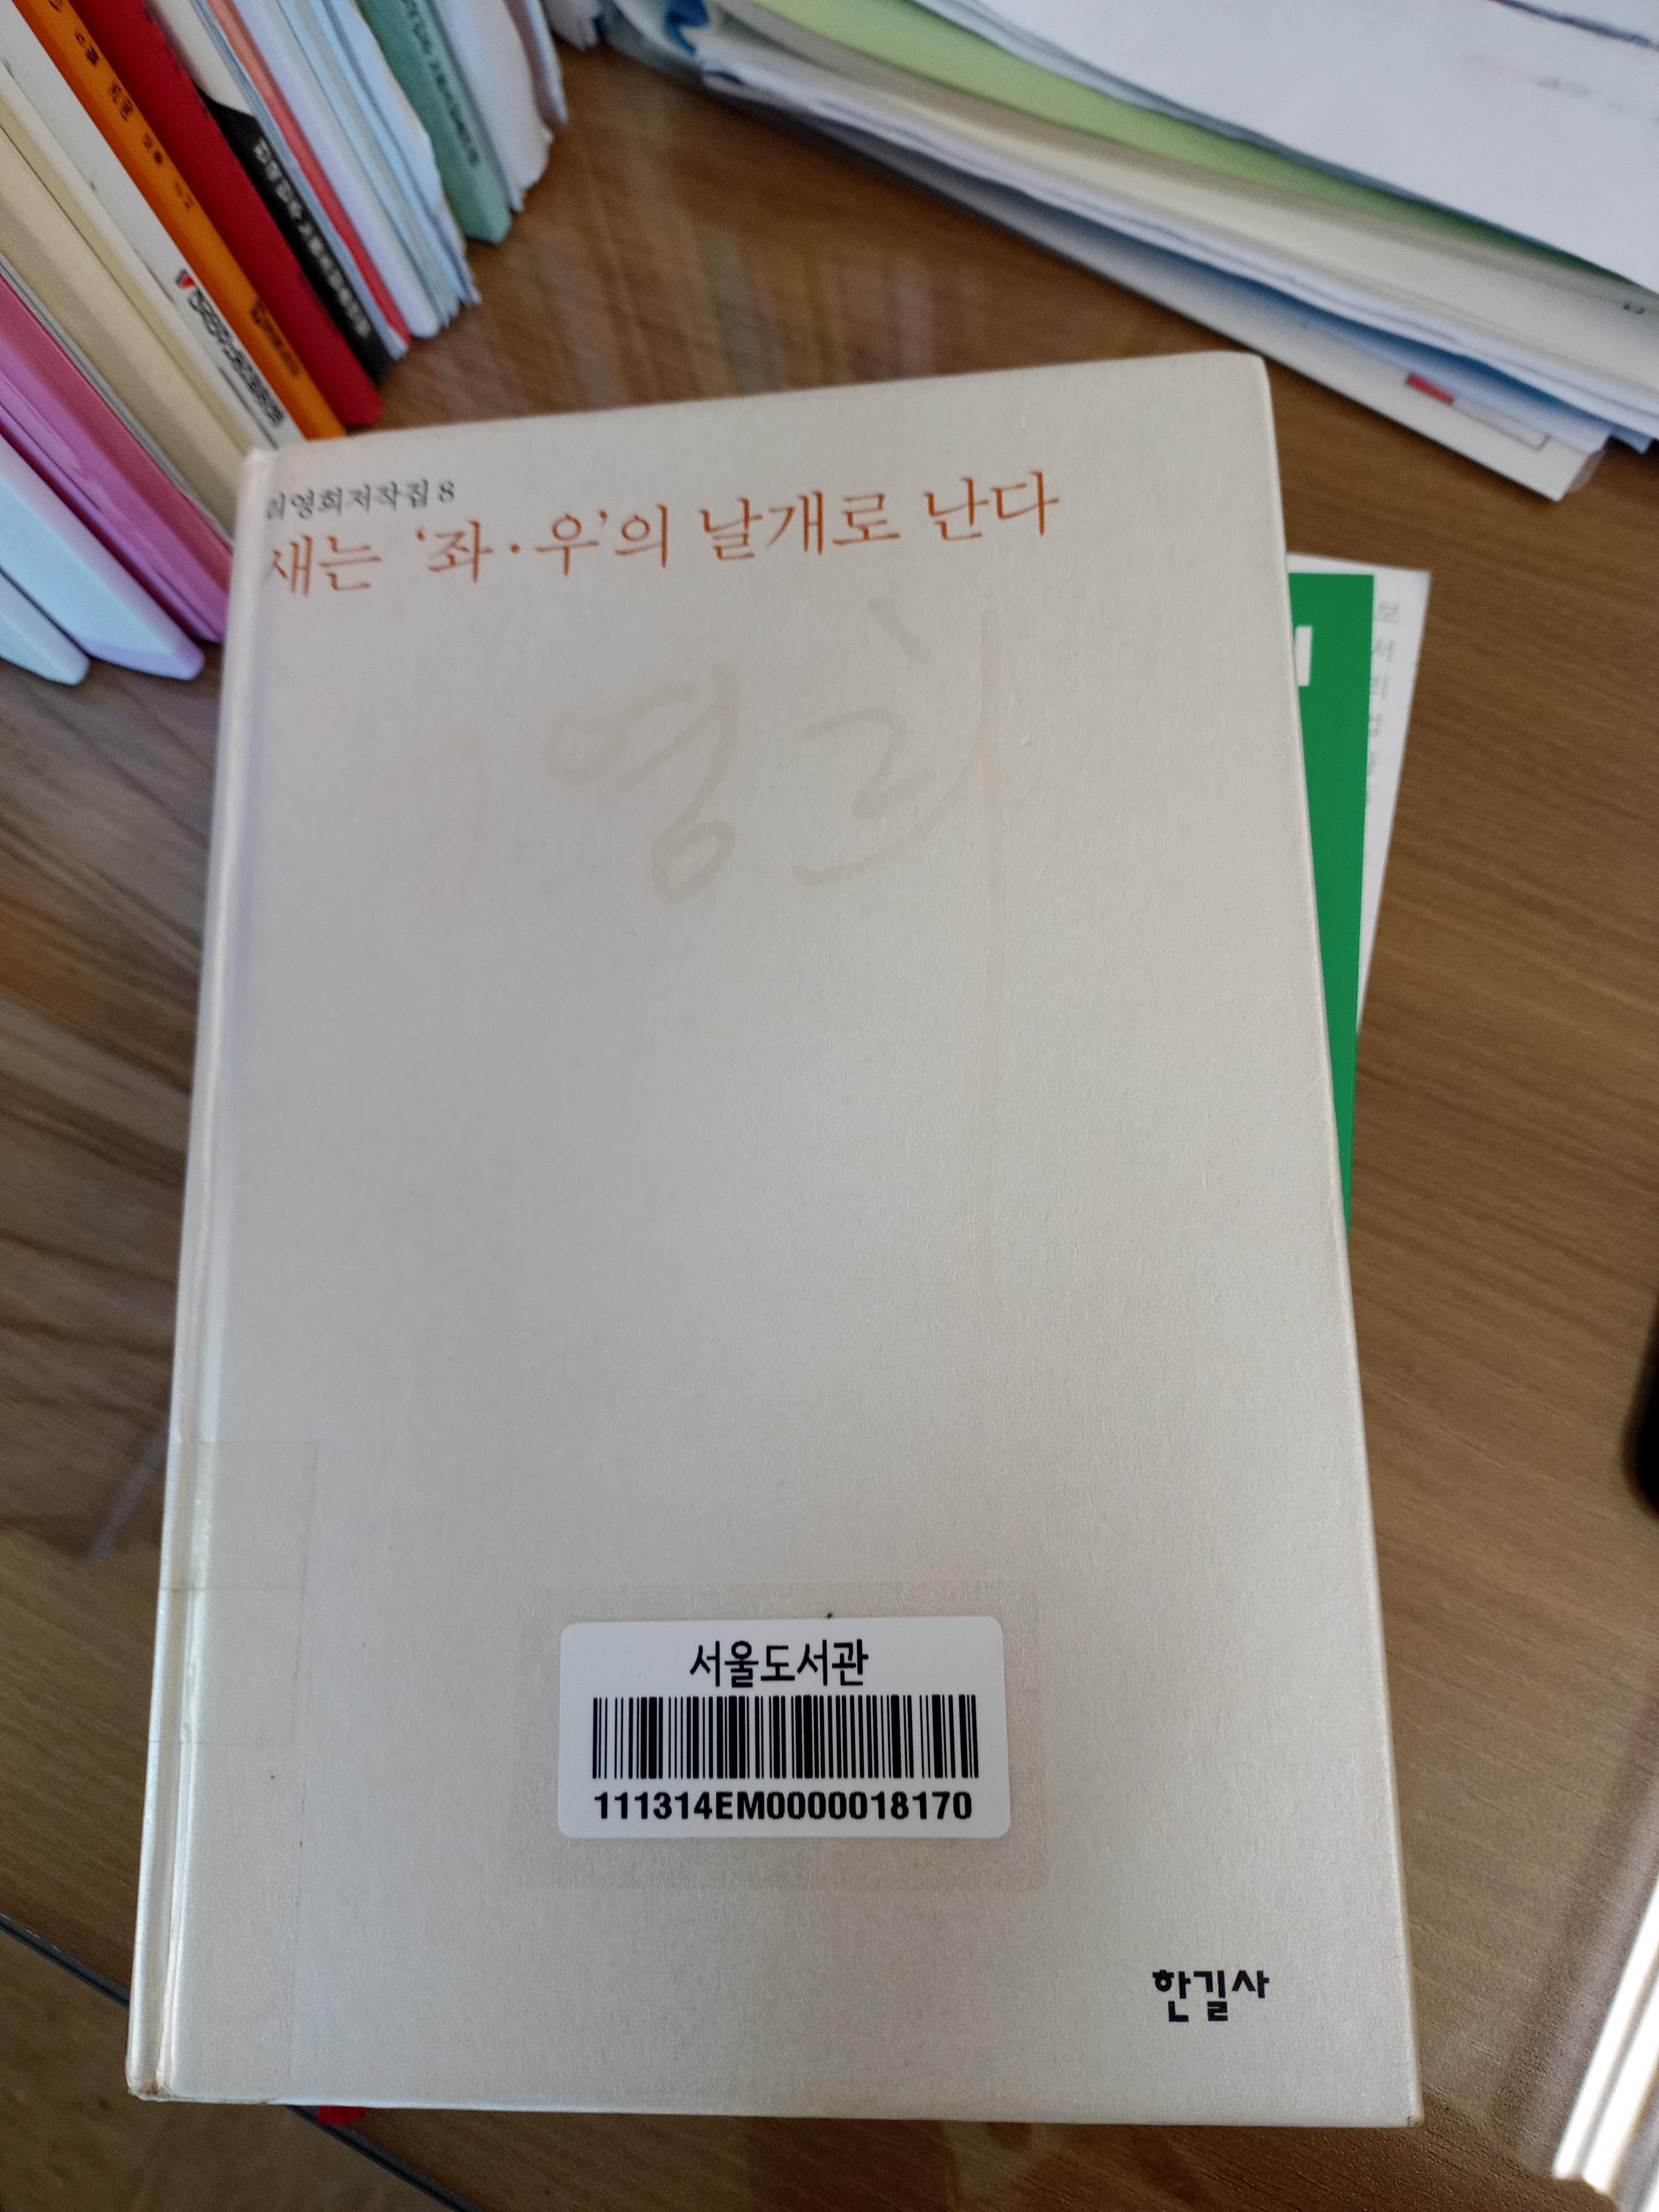 리영희저작집 8
새는 ‘좌·우’의 날개로 난다
영희
서울도서관
111314EM0000018170
한길사